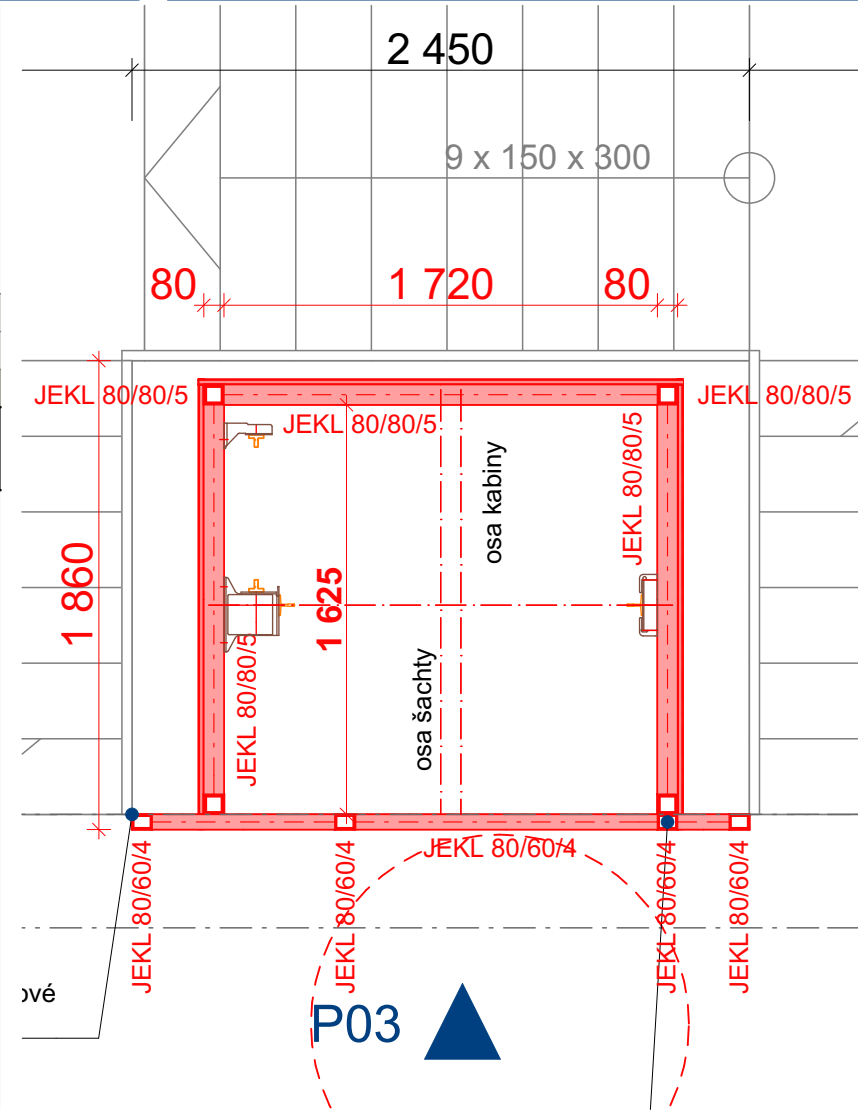 2 450
9 x 150 x 300
80
1 720
80
JEKL 80/80/5
JEKL 80/80/5
JEKL 80/80/5
JEKL 80/80/5
osa kabiny
1 860
1 625
JEKL 80/80/5
osa šachty
JEKL 80/60/4
JEKL 80/60/4
JEKL 80/60/4
JEKL 80/60/4
JEKL 80/60/4
ové
P03